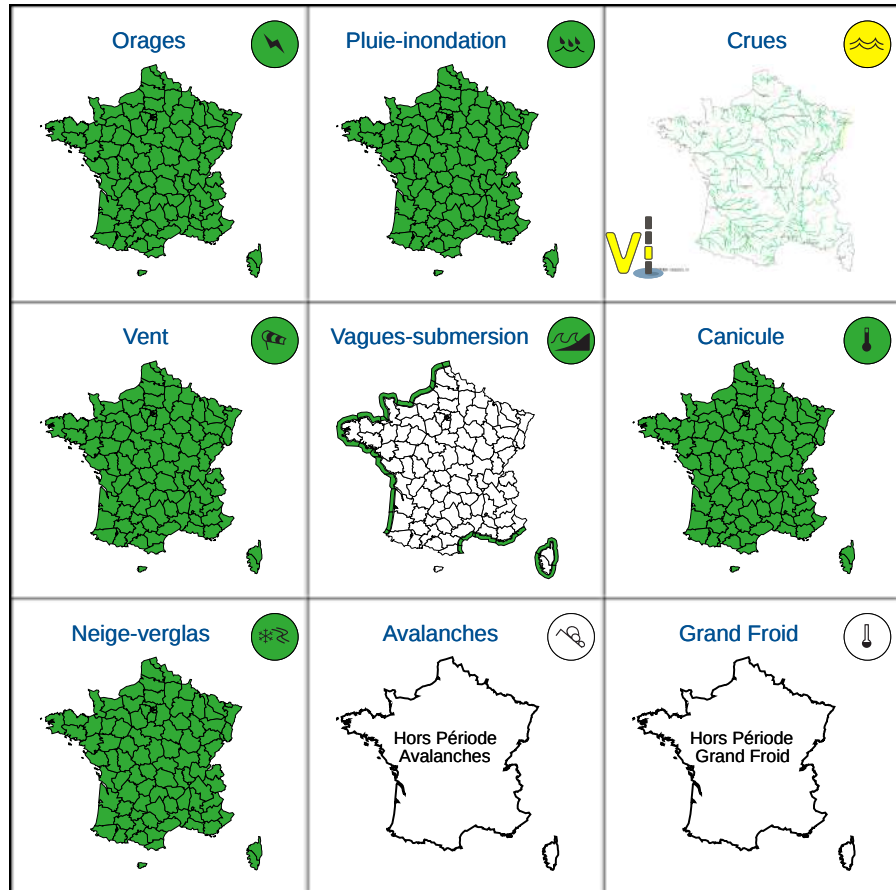 Orages
Pluie-inondation
Crues
Vi
Vent
Vagues-submersion
Canicule
Neige-verglas
Avalanches
Grand Froid
Hors Période
Avalanches
Hors Période
Grand Froid